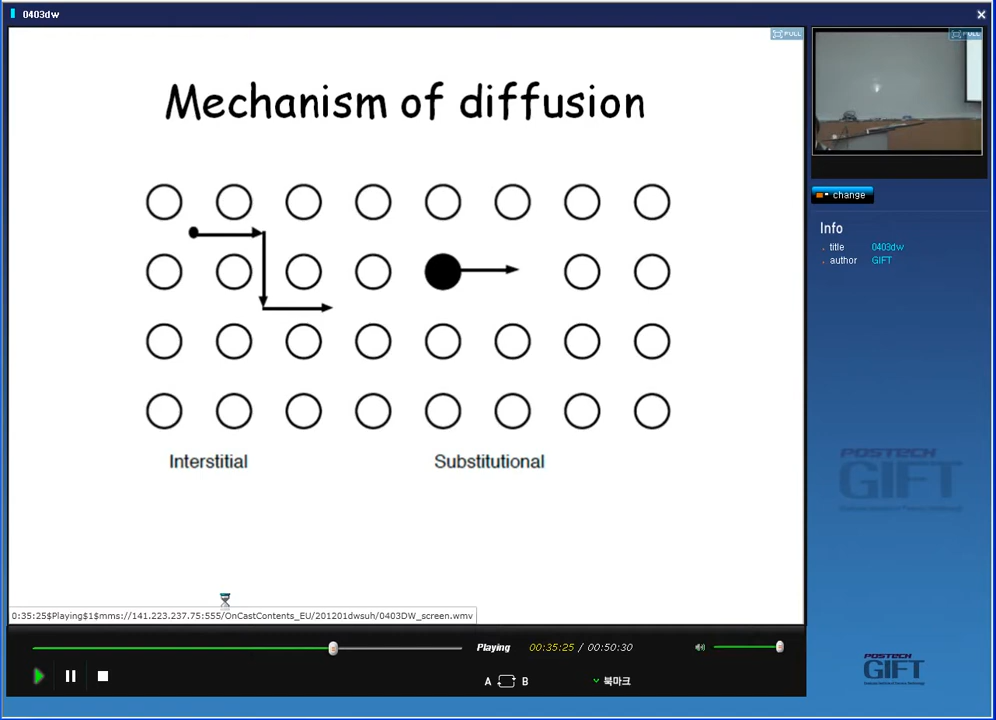 0403dw
FULL
FULL
Mechanism of diffusion
change
Info
. title 0403dw
. author GIFT
Interstitial
Substitutional
POSTECH
GIFT
0:35:25$Playing$1$mms://141.223.237.75:555/OnCastContents_EU/201201dwsuh/0403DW_screen.wmv
Playing 00:35:25 / 00:50:30
A B 북마크
POSTECH
GIFT